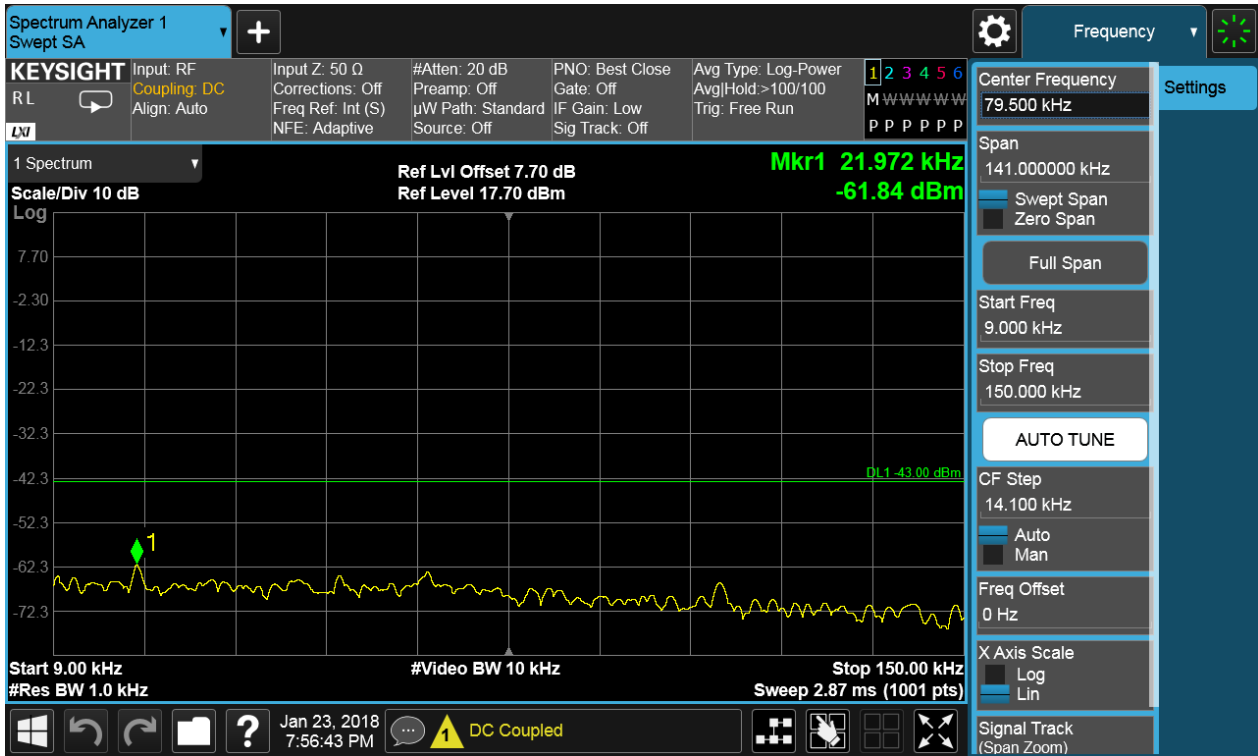 Spectrum Analyzer 1
Swept SA
Frequency
KEYSIGHT
R L
LXI
Input: RF
Coupling: DC
Align: Auto
Input Z: 50 Ω
Corrections: Off
Freq Ref: Int (S)
NFE: Adaptive
#Atten: 20 dB
Preamp: Off
µW Path: Standard
Source: Off
PNO: Best Close
Gate: Off
IF Gain: Low
Sig Track: Off
Avg Type: Log-Power
Avg|Hold:>100/100
Trig: Free Run
1 2 3 4 5 6
M W W W W W
P P P P P P
1 Spectrum
Scale/Div 10 dB
Log
Ref Lvl Offset 7.70 dB
Ref Level 17.70 dBm
Mkr1 21.972 kHz
-61.84 dBm
7.70
-2.30
-12.3
-22.3
-32.3
-42.3
-52.3
-62.3
-72.3
DL1 -43.00 dBm
1
Start 9.00 kHz
#Res BW 1.0 kHz
#Video BW 10 kHz
Stop 150.00 kHz
Sweep 2.87 ms (1001 pts)
Center Frequency
79.500 kHz
Span
141.000000 kHz
Swept Span
Zero Span
Full Span
Start Freq
9.000 kHz
Stop Freq
150.000 kHz
AUTO TUNE
CF Step
14.100 kHz
Auto
Man
Freq Offset
0 Hz
X Axis Scale
Log
Lin
Signal Track
(Span Zoom)
Settings
?
Jan 23, 2018
7:56:43 PM
1
DC Coupled